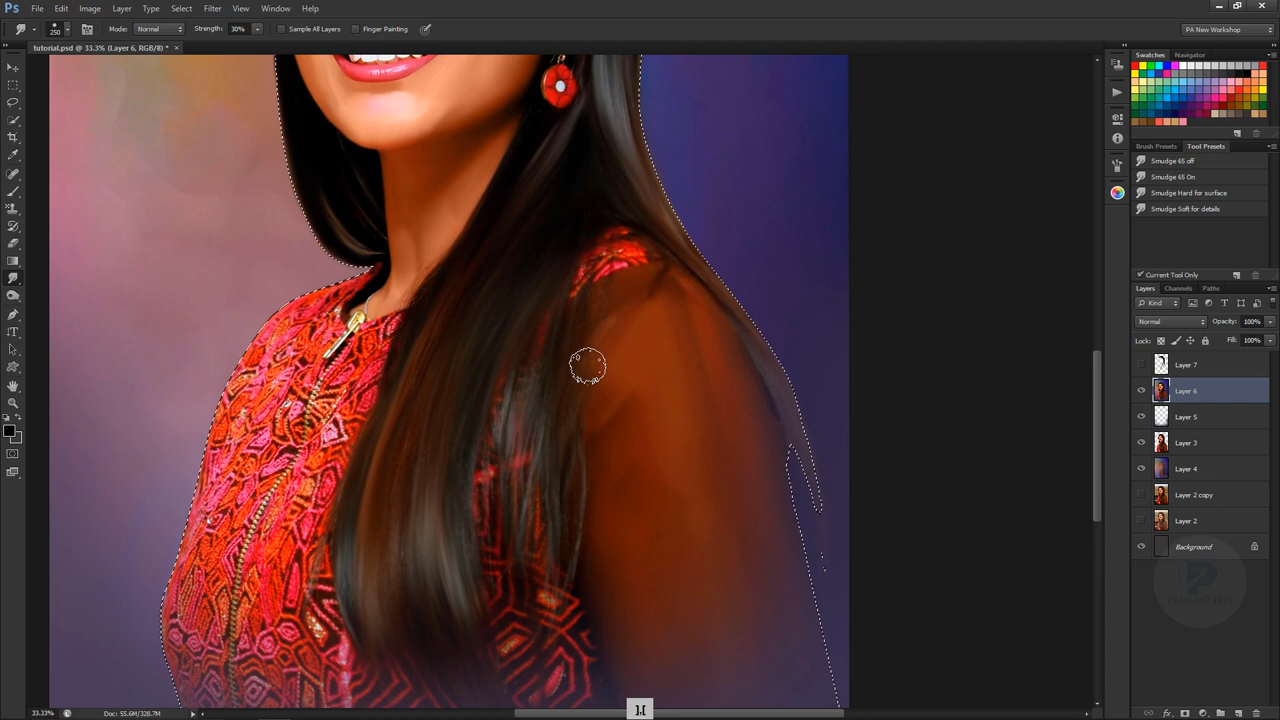 Ps File Edit Image Layer Type Select Filter View Window Help
250 Mode: Normal Strength: 30% Sample All Layers Finger Painting PA New Workshop
tutorial.psd @ 33.3% (Layer 6, RGB/8) * ×
Swatches Navigator
Brush Presets Tool Presets
Smudge 65 off
Smudge 65 On
Smudge Hard for surface
Smudge Soft for details
Current Tool Only
Layers Channels Paths
Kind
Normal Opacity: 100%
Lock: Fill: 100%
Layer 7
Layer 6
Layer 5
Layer 3
Layer 4
Layer 2 copy
Layer 2
Background
].[
33.33% Doc: 55.6M/328.7M